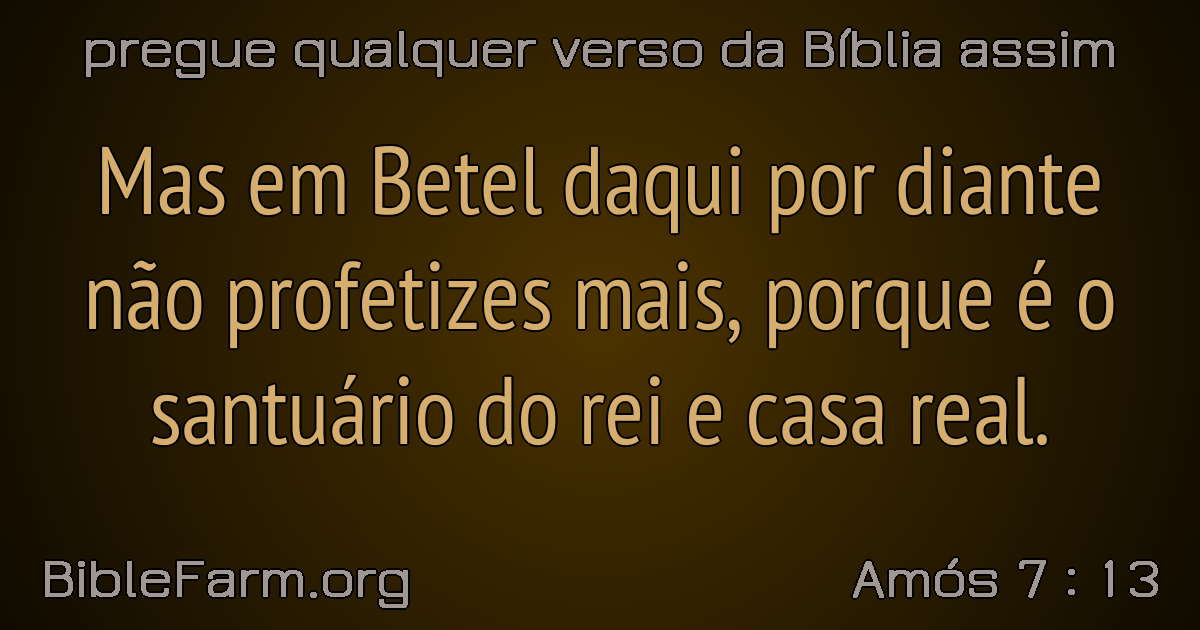 pregue qualquer verso da Bíblia assim
Mas em Betel daqui por diante
não profetizes mais, porque é o
santuário do rei e casa real.
BibleFarm.org
Amós 7 : 13